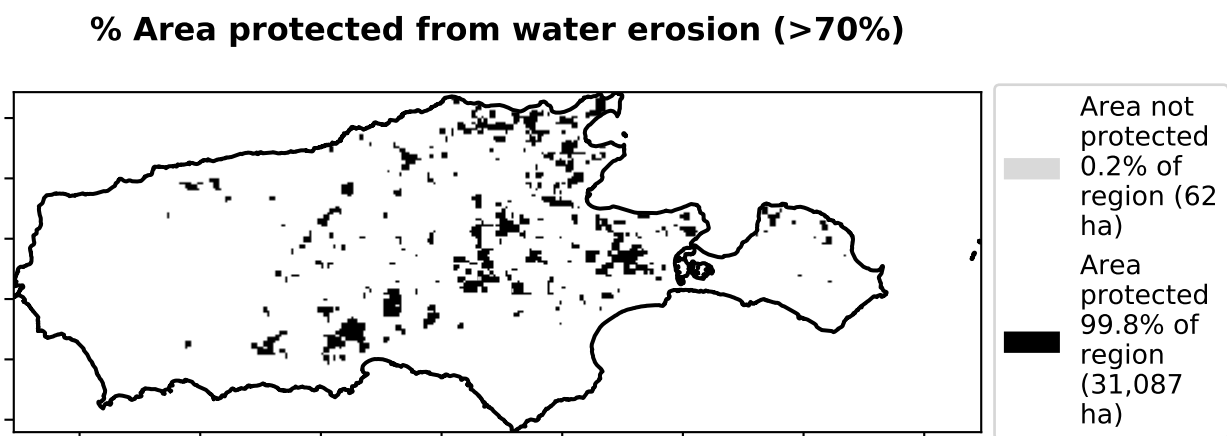 % Area protected from water erosion (>70%)
Area not
protected
0.2% of
region (62
ha)
Area
protected
99.8% of
region
(31,087
ha)